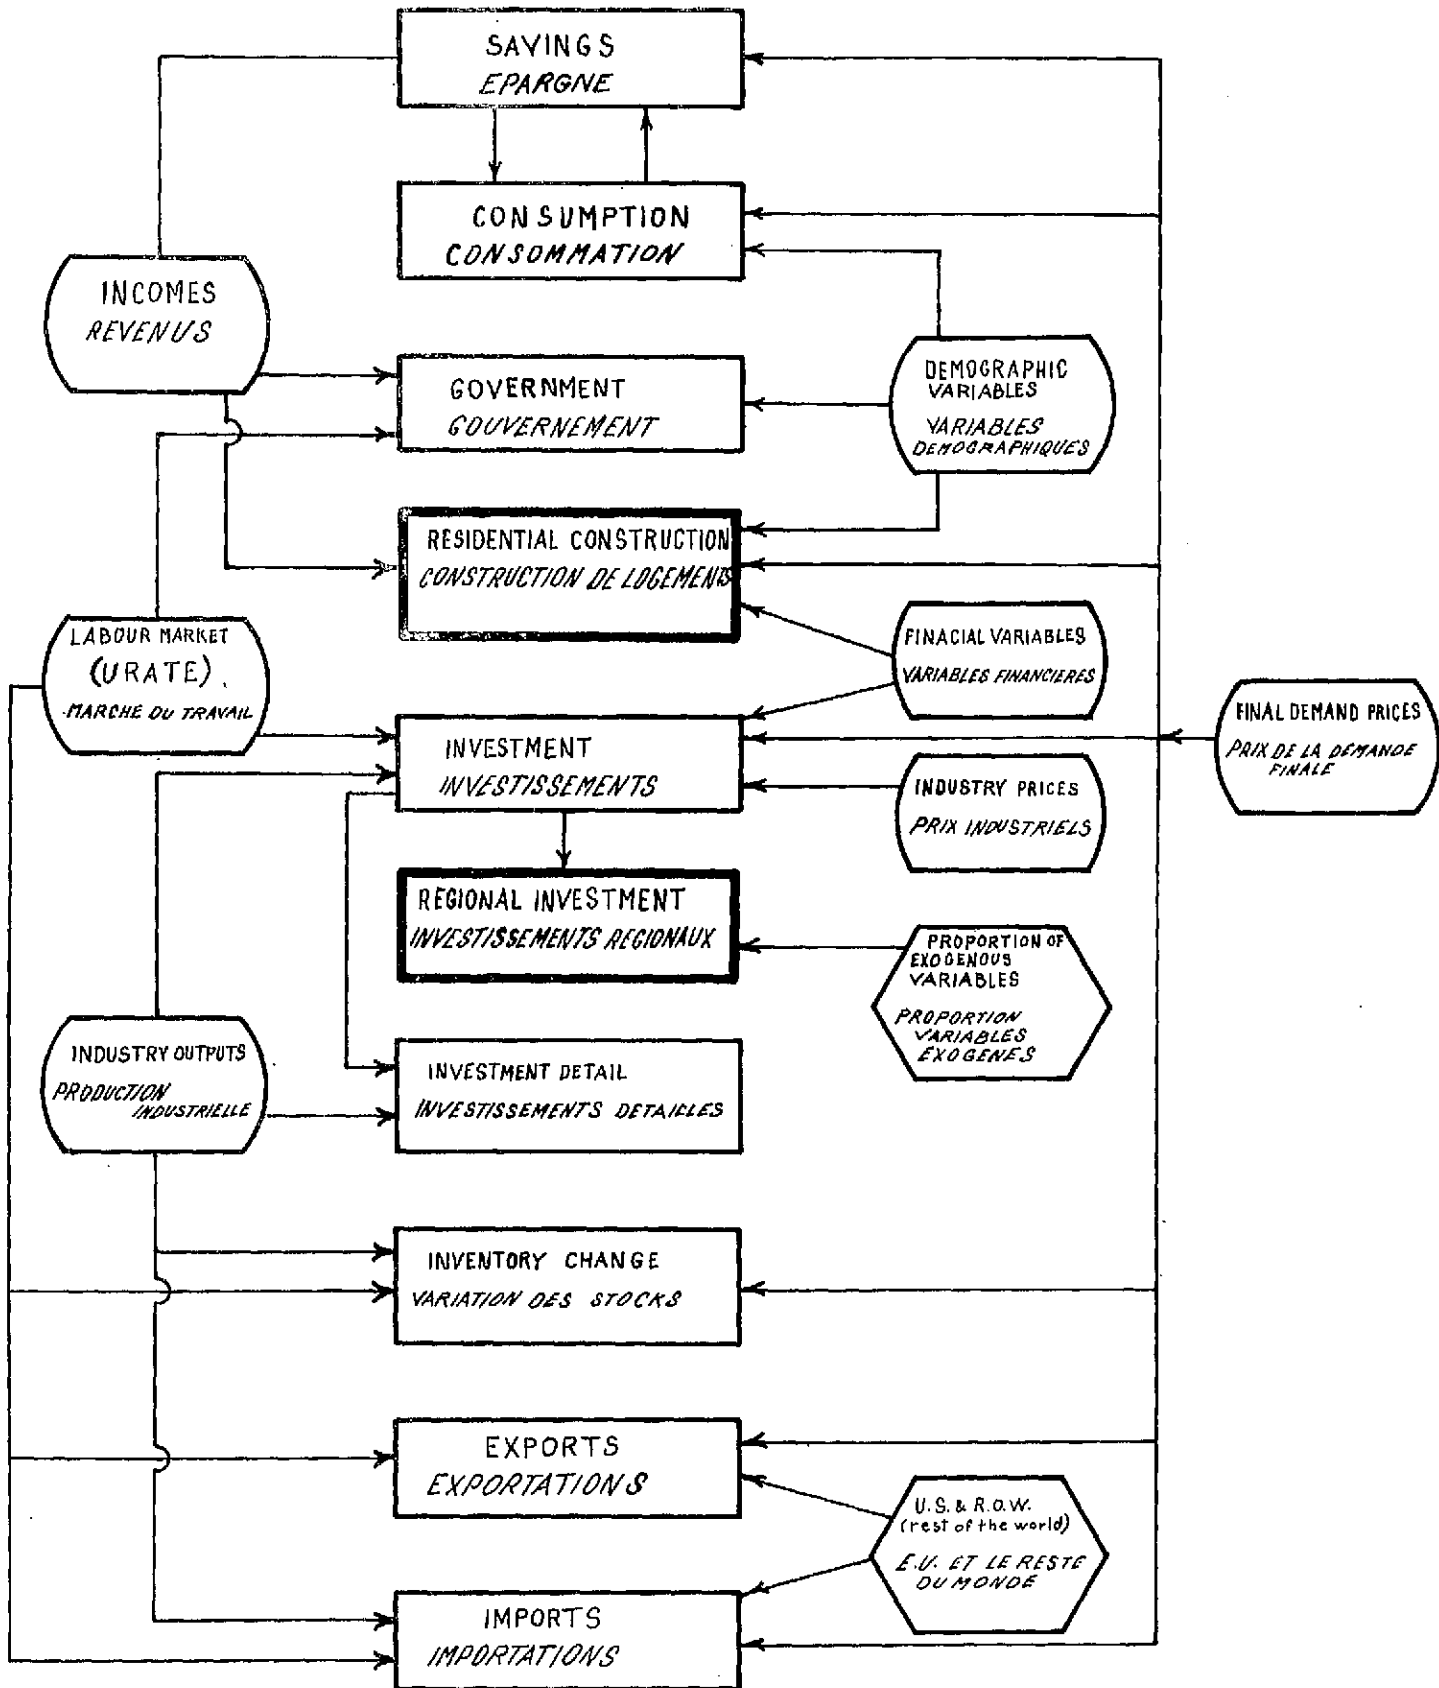 SAVINGS
EPARGNE
CONSUMPTION
CONSOMMATION
INCOMES
REVENUS
GOVERNMENT
GOUVERNEMENT
DEMOGRAPHIC
VARIABLES
VARIABLES
DEMOGRAPHIQUES
RESIDENTIAL CONSTRUCTION
CONSTRUCTION DE LOGEMENTS
LABOUR MARKET
(URATE)
MARCHE DU TRAVAIL
FINACIAL VARIABLES
VARIABLES FINANCIERES
FINAL DEMAND PRICES
PRIX DE LA DEMANDE
FINALE
INVESTMENT
INVESTISSEMENTS
INDUSTRY PRICES
PRIX INDUSTRIELS
REGIONAL INVESTMENT
INVESTISSEMENTS REGIONAUX
PROPORTION OF
EXOGENOUS
VARIABLES
PROPORTION
VARIABLES
EXOGENES
INDUSTRY OUTPUTS
PRODUCTION
INDUSTRIELLE
INVESTMENT DETAIL
INVESTISSEMENTS DETAICLES
INVENTORY CHANGE
VARIATION DES STOCKS
EXPORTS
EXPORTATIONS
U.S. & R.O.W.
(rest of the world)
E.U. ET LE RESTE
DU MONDE
IMPORTS
IMPORTATIONS